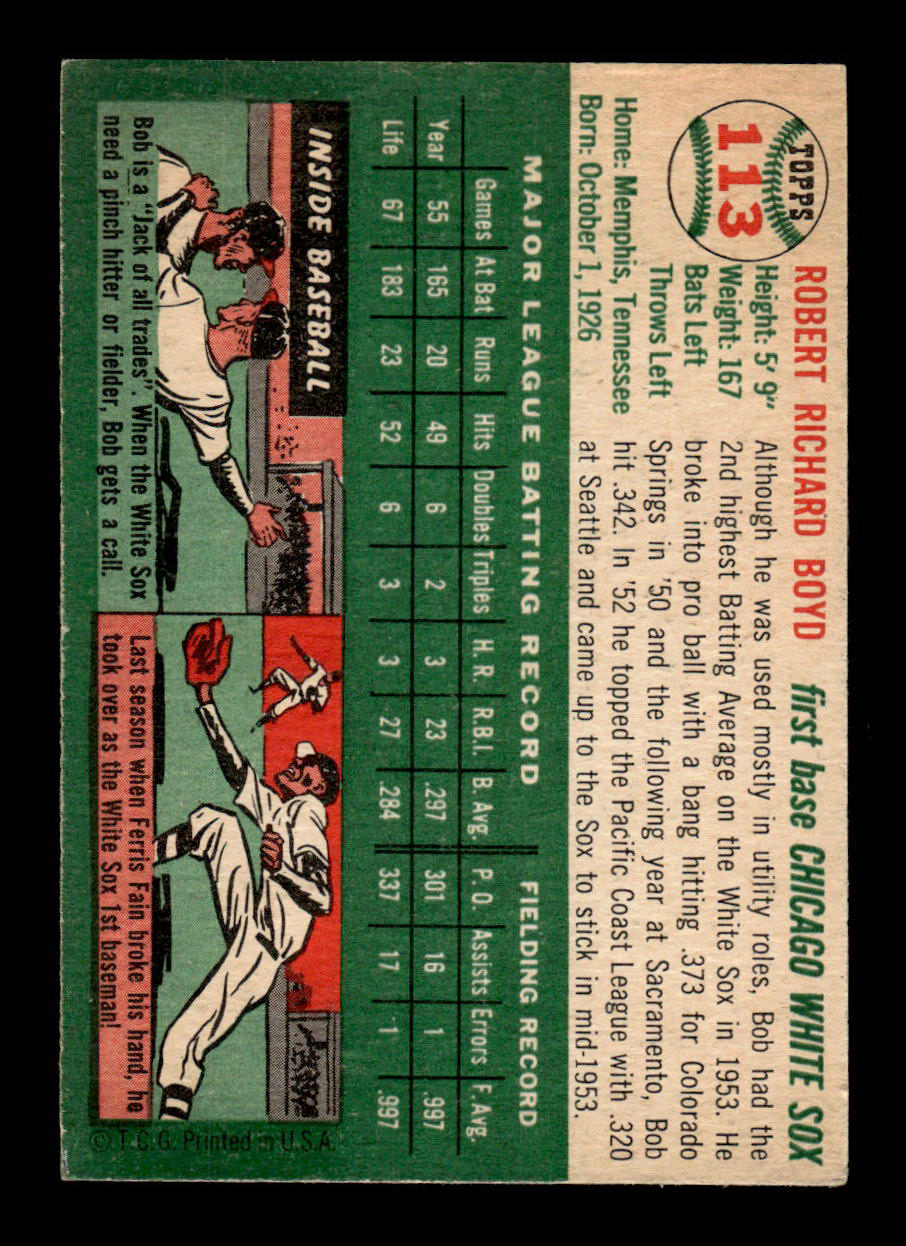 TOPPS
113
ROBERT RICHARD BOYD first base CHICAGO WHITE SOX
Height: 5' 9"
Weight: 167
Bats Left
Throws Left
Home: Memphis, Tennessee
Born: October 1, 1926
Although he was used mostly in utility roles, Bob had the
2nd highest Batting Average on the White Sox in 1953. He
broke into pro ball with a bang hitting .373 for Colorado
Springs in '50 and the following year at Sacramento, Bob
hit .342. In '52 he topped the Pacific Coast League with .320
at Seattle and came up to the Sox to stick in mid-1953.
MAJOR LEAGUE BATTING RECORD FIELDING RECORD
Games At Bat Runs Hits Doubles Triples H. R. R.B.I. B. Avg. P. O. Assists Errors F. Avg.
Year 55 165 20 49 6 2 3 23 .297 301 16 1 .997
Life 67 183 23 52 6 3 3 27 .284 337 17 1 .997
INSIDE BASEBALL
Bob is a "Jack of all trades". When the White Sox
need a pinch hitter or fielder, Bob gets a call.
Last season when Ferris Fain broke his hand, he
took over as the White Sox 1st baseman!
© T. C. G. Printed in U. S. A.